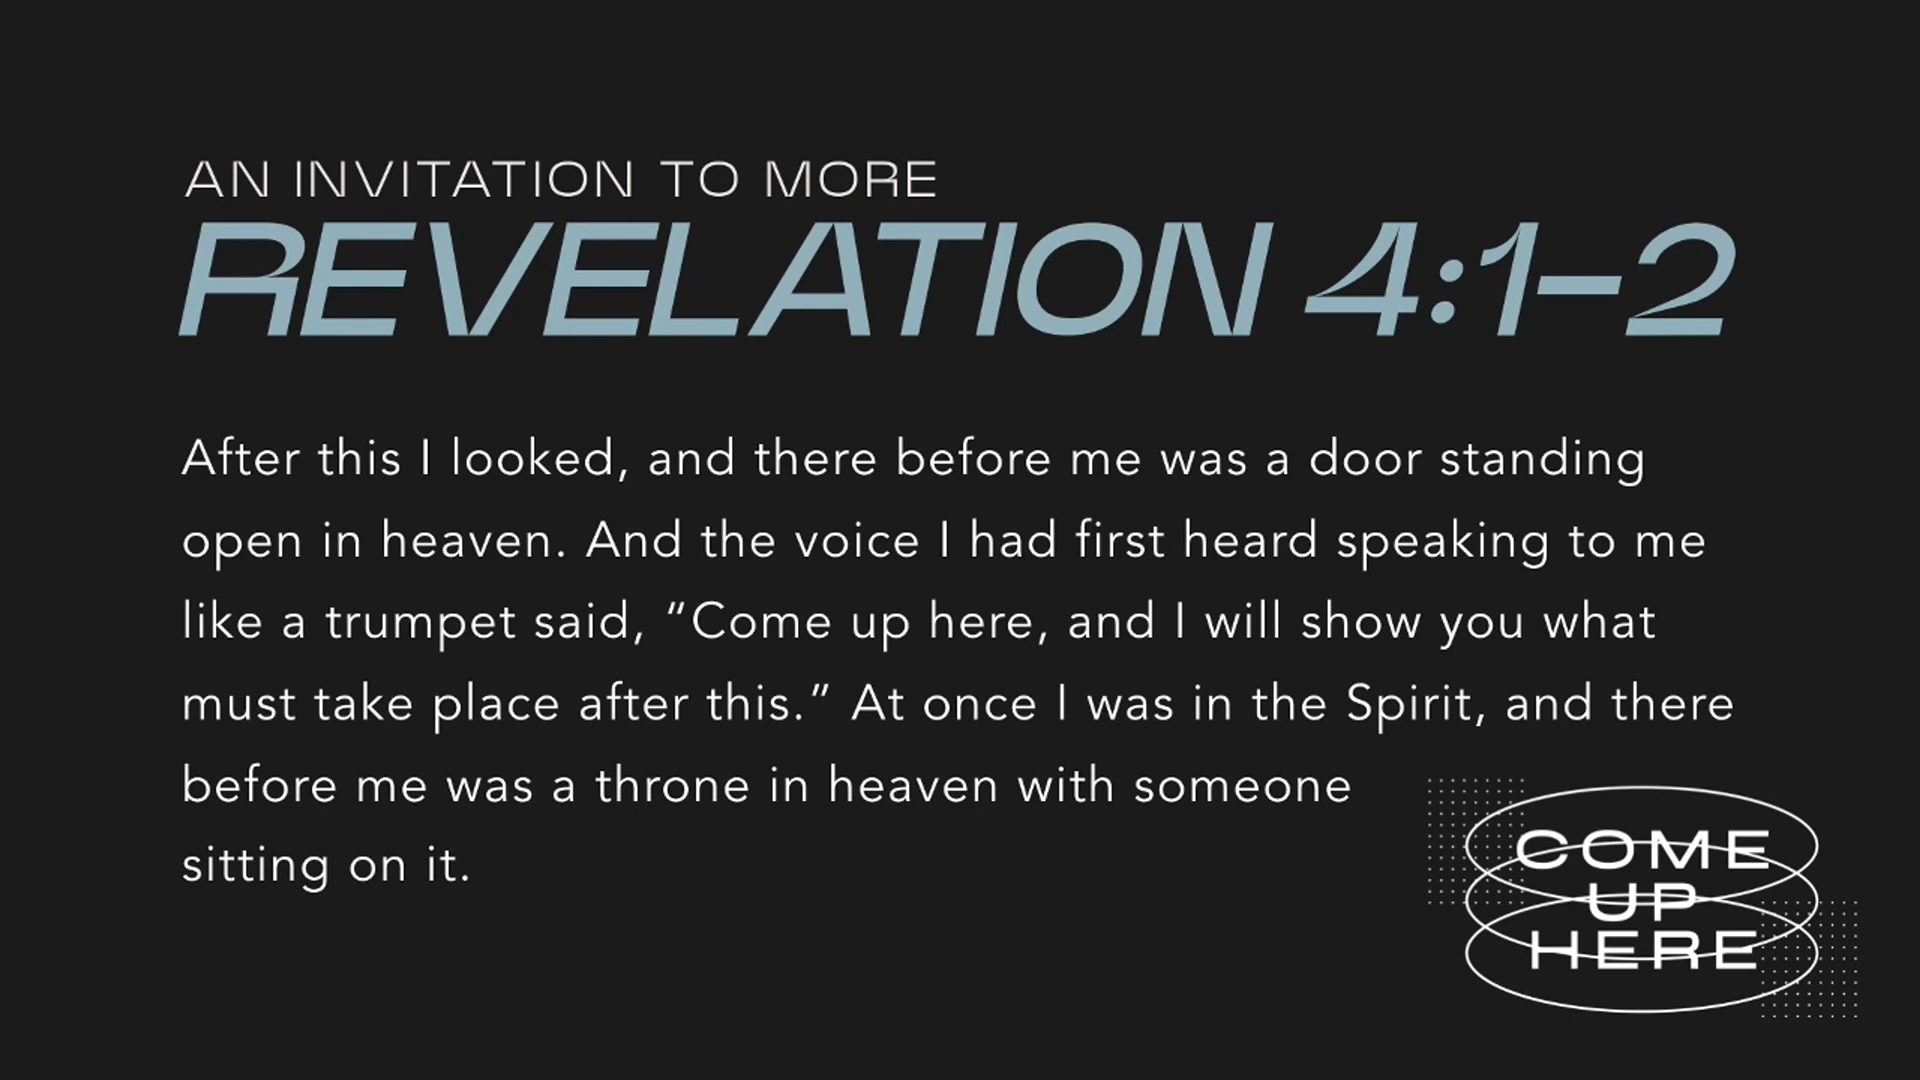 AN INVITATION TO MORE
REVELATION 4:1-2
After this I looked, and there before me was a door standing
open in heaven. And the voice I had first heard speaking to me
like a trumpet said, “Come up here, and I will show you what
must take place after this.” At once I was in the Spirit, and there
before me was a throne in heaven with someone
sitting on it.
COME
UP
HERE